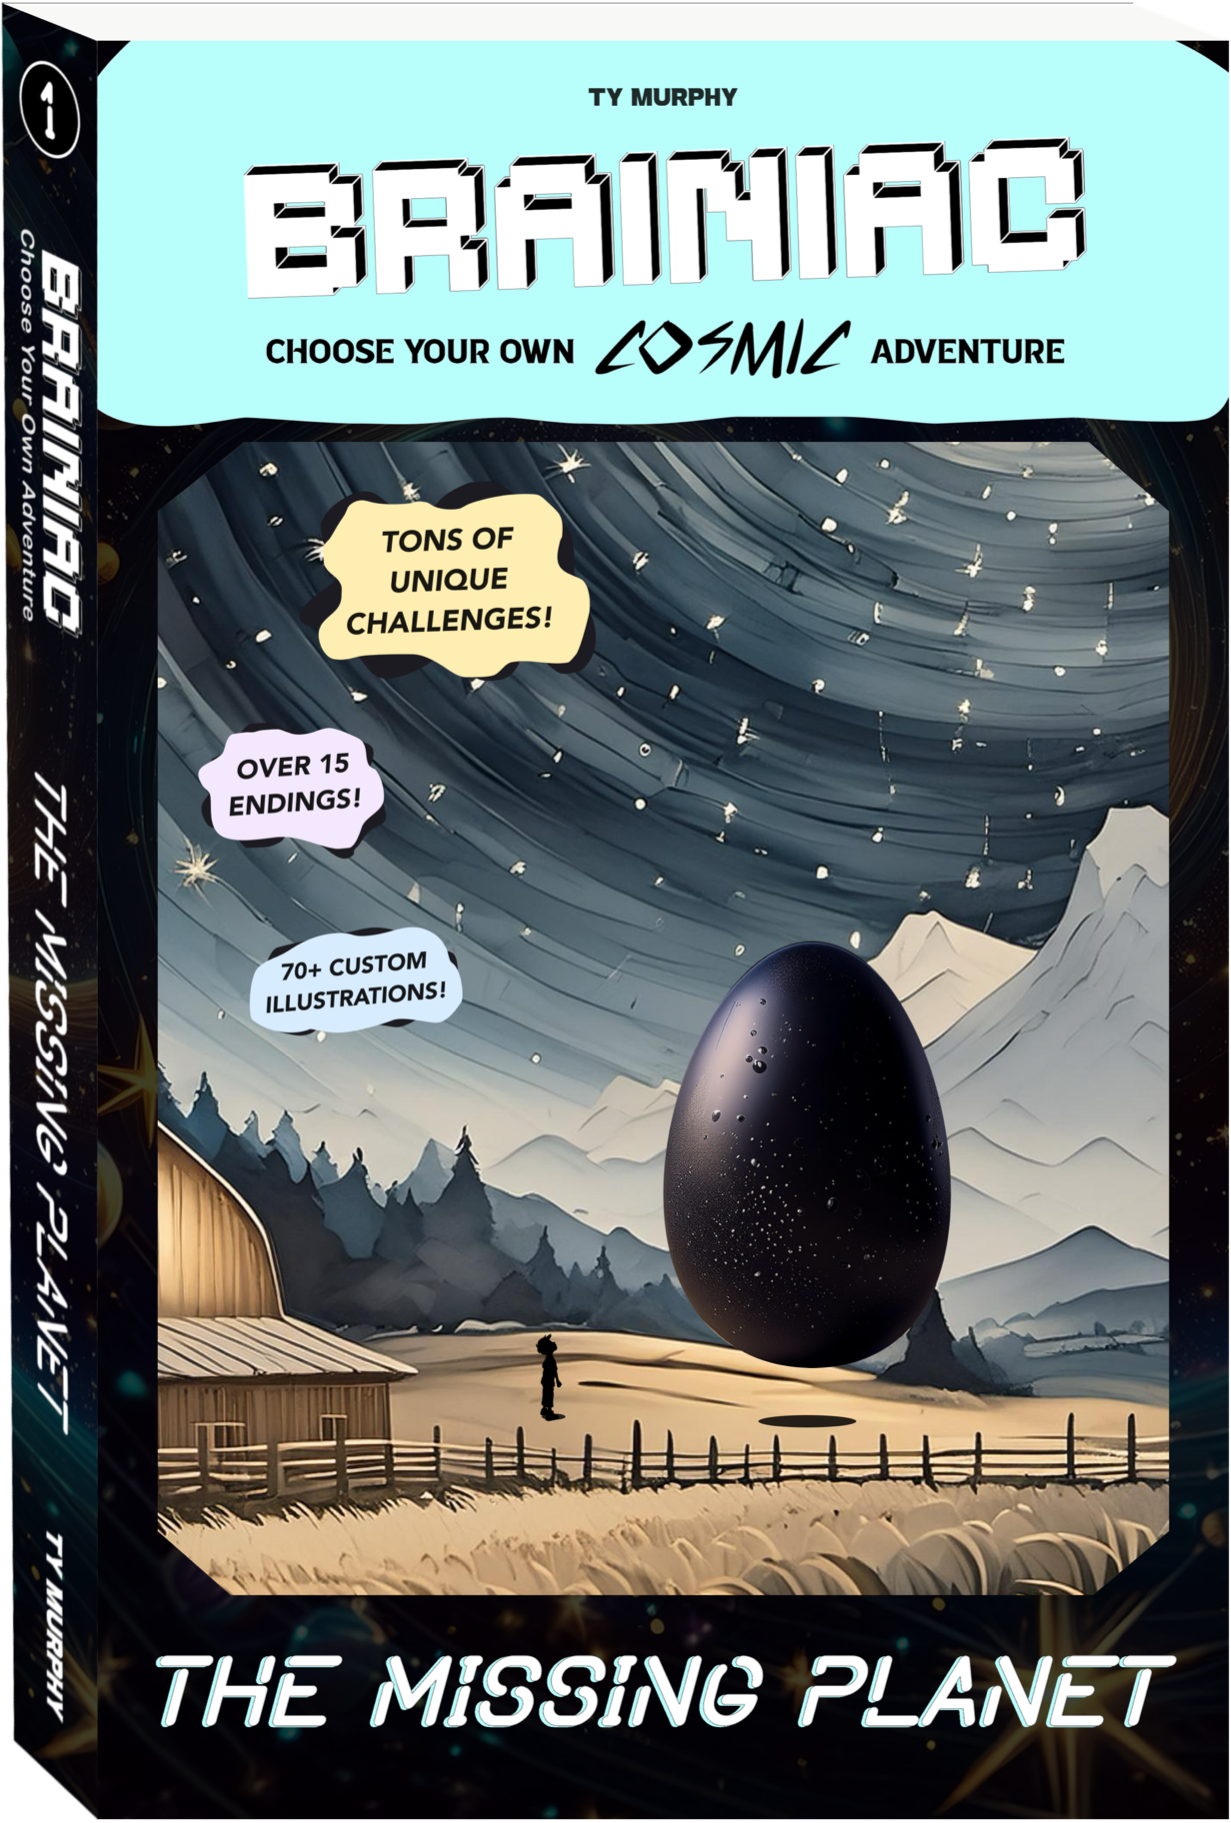 TY MURPHY
BRAINIAC
CHOOSE YOUR OWN COSMIC ADVENTURE
TONS OF
UNIQUE
CHALLENGES!
OVER 15
ENDINGS!
70+ CUSTOM
ILLUSTRATIONS!
THE MISSING PLANET
1
BRAINIAC
Choose Your Own Adventure
THE MISSING PLANET
TY MURPHY